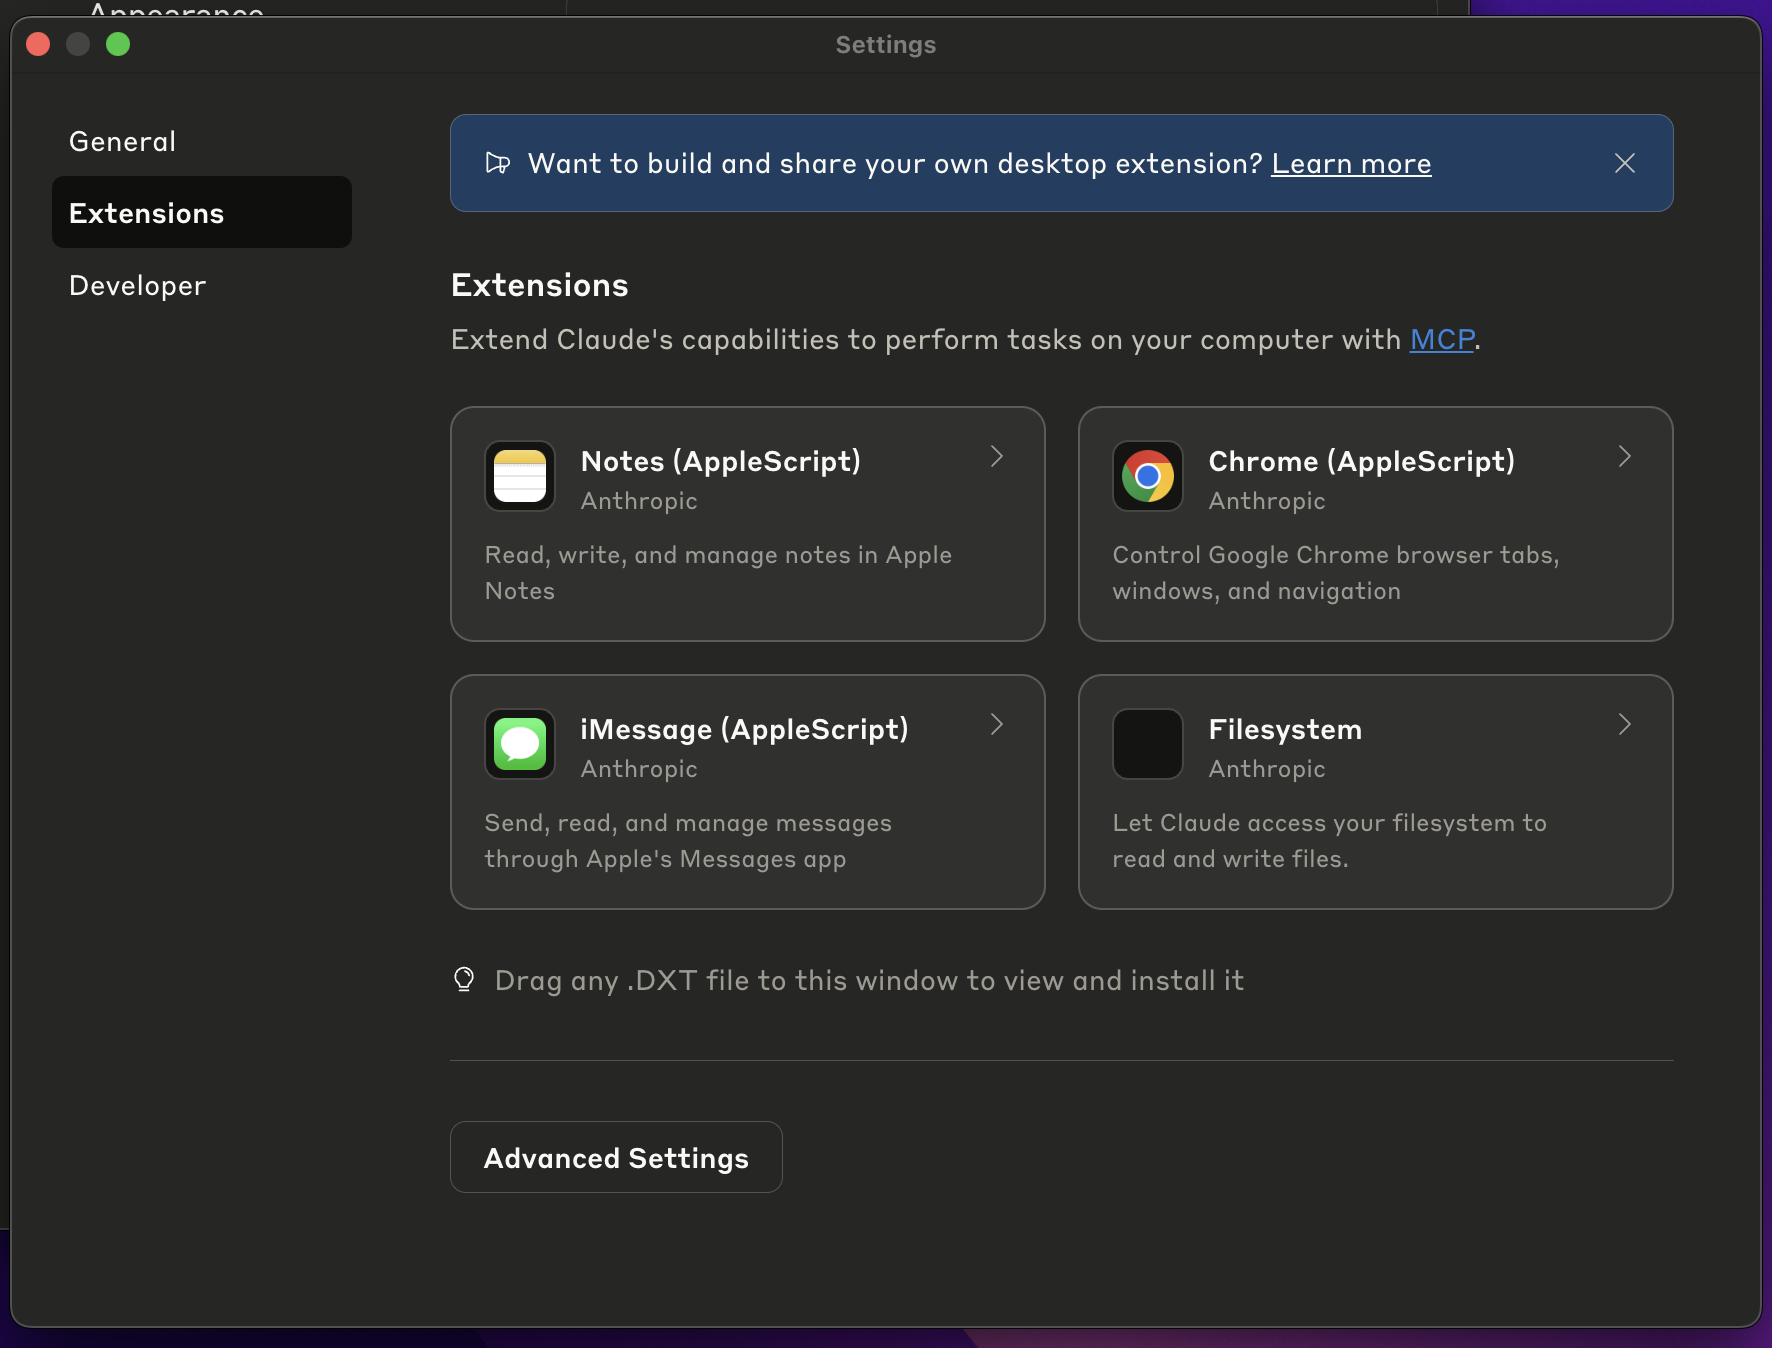 Appearance
Settings
General
Extensions
Developer
Want to build and share your own desktop extension? Learn more
Extensions
Extend Claude's capabilities to perform tasks on your computer with MCP.
Notes (AppleScript)
Anthropic
Read, write, and manage notes in Apple
Notes
Chrome (AppleScript)
Anthropic
Control Google Chrome browser tabs,
windows, and navigation
iMessage (AppleScript)
Anthropic
Send, read, and manage messages
through Apple's Messages app
Filesystem
Anthropic
Let Claude access your filesystem to
read and write files.
Drag any .DXT file to this window to view and install it
Advanced Settings